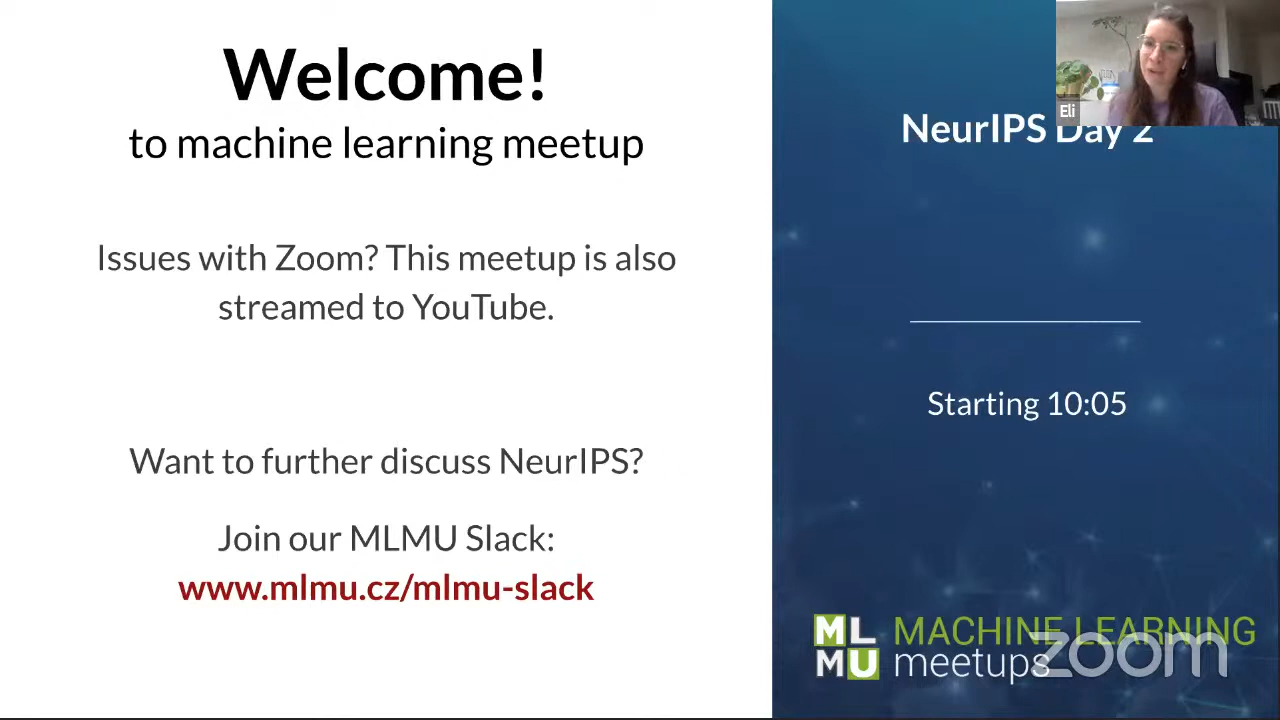 Welcome!
to machine learning meetup
Issues with Zoom? This meetup is also
streamed to YouTube.
Want to further discuss NeurIPS?
Join our MLMU Slack:
www.mlmu.cz/mlmu-slack
Eli
NeurIPS Day 2
Starting 10:05
ML
MU
MACHINE LEARNING
meetups
zoom